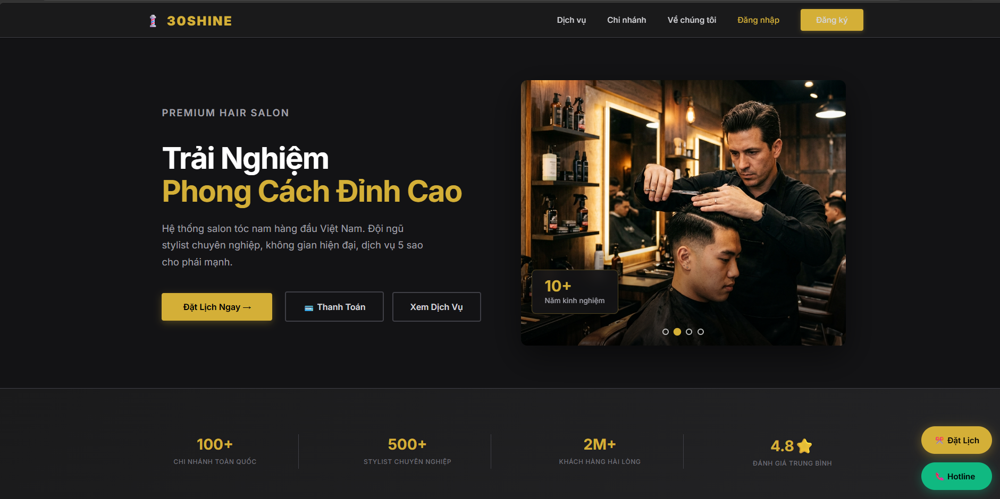 30SHINE
Dịch vụ
Chi nhánh
Về chúng tôi
Đăng nhập
Đăng ký
PREMIUM HAIR SALON
Trải Nghiệm
Phong Cách Đỉnh Cao
Hệ thống salon tóc nam hàng đầu Việt Nam. Đội ngũ
stylist chuyên nghiệp, không gian hiện đại, dịch vụ 5 sao
cho phái mạnh.
Đặt Lịch Ngay →
Thanh Toán
Xem Dịch Vụ
10+
Năm kinh nghiệm
100+
CHI NHÁNH TOÀN QUỐC
500+
STYLIST CHUYÊN NGHIỆP
2M+
KHÁCH HÀNG HÀI LÒNG
4.8
ĐÁNH GIÁ TRUNG BÌNH
Đặt Lịch
Hotline